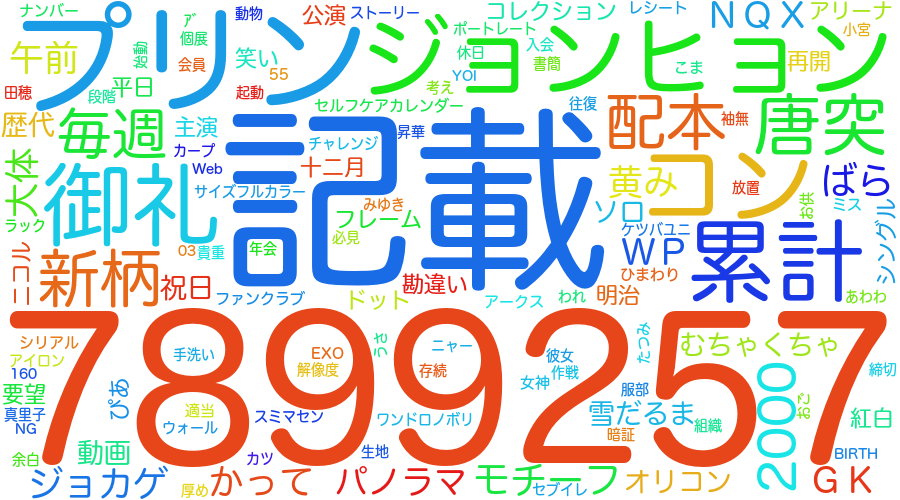 ナンバー
プリン
ジョンヒョン
動物
公演
ストーリー
コレクション
レシート
NQX
アリーナ
小宮
ポートレート
入会
休日
書簡
再開
個展
ﾃﾞ
始動
会員
笑い
55
YOI
こま
午前
平日
段階
起動
考え
セルフケアカレンダー
往復
田穂
歴代
毎週
主演
カープ
Web
チャレンジ
昇華
配本
袖無
唐突
記載
十二月
サイズフルカラー
大体
ラック
御礼
みゆき
フレーム
必見
黄み
コン
放置
お供
ばら
ミス
ソロ
ケツバユニ
WP
累計
シングル
ニコル
新柄
03
貴重
年会
祝日
ファンクラブ
勘違い
ドット
アークス
われ
明治
ひまわり
あわわ
7899257
シリアル
アイロン
160
要望
真里子
NG
ぴあ
手洗い
適当
ウォール
EXO
解像度
うさ
ニャー
存続
スミマセン
ワンドロノボリ
彼女
作戦
女神
たつみ
服部
雪だるま
暗証
組織
むちゃくちゃ
2000
おこ
締切
紅白
BIRTH
余白
動画
カツ
生地
ジョカゲ
厚め
かって
パノラマ
モチーフ
セブイレ
オリコン
GK